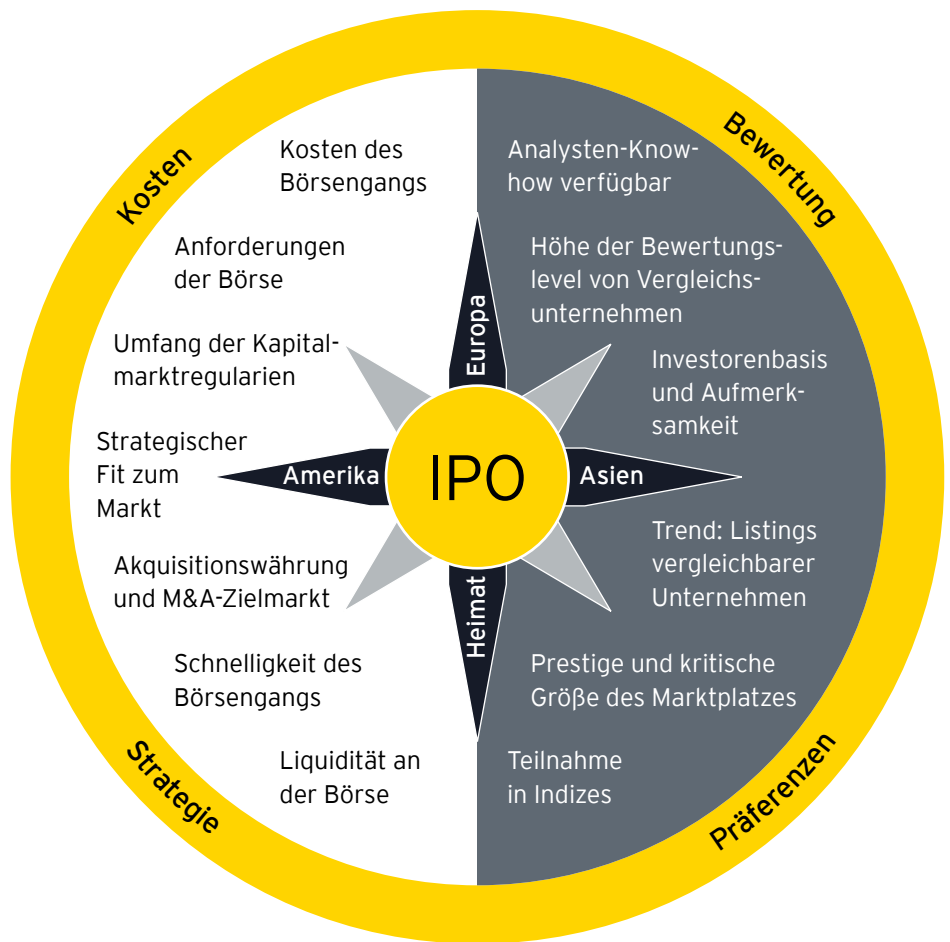 Kosten
Kosten des
Börsengangs
Anforderungen
der Börse
Umfang der Kapital-
marktregularien
Strategischer
Fit zum
Markt
Akquisitionswährung
und M&A-Zielmarkt
Schnelligkeit des
Börsengangs
Liquidität an
der Börse
Strategie
Europa
Amerika
IPO
Asien
Heimat
Bewertung
Analysten-Know-
how verfügbar
Höhe der Bewertungs-
level von Vergleichs-
unternehmen
Investorenbasis
und Aufmerk-
samkeit
Trend: Listings
vergleichbarer
Unternehmen
Prestige und kritische
Größe des Marktplatzes
Teilnahme
in Indizes
Präferenzen